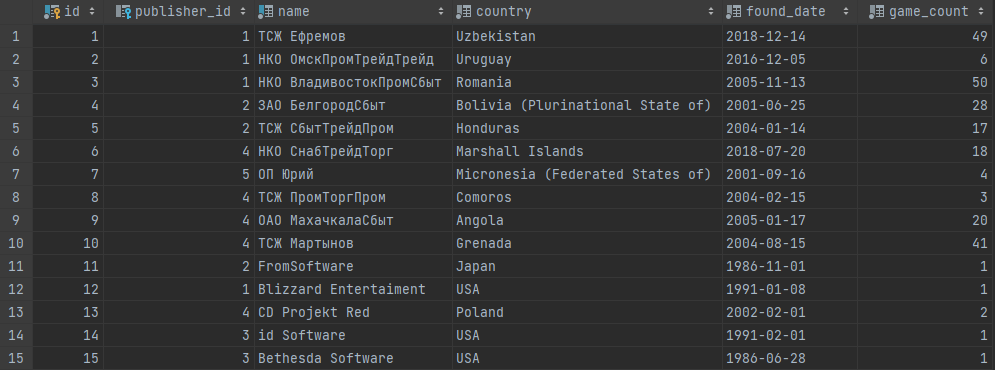 id publisher_id name country found_date game_count
1 1 1 ТСЖ Ефремов Uzbekistan 2018-12-14 49
2 2 1 НКО ОмскПромТрейдТрейд Uruguay 2016-12-05 6
3 3 1 НКО ВладивостокПромСбыт Romania 2005-11-13 50
4 4 2 ЗАО БелгородСбыт Bolivia (Plurinational State of) 2001-06-25 28
5 5 2 ТСЖ СбытТрейдПром Honduras 2004-01-14 17
6 6 4 НКО СнабТрейдТорг Marshall Islands 2018-07-20 18
7 7 5 ОП Юрий Micronesia (Federated States of) 2001-09-16 4
8 8 4 ТСЖ ПромТоргПром Comoros 2004-02-15 3
9 9 4 ОАО МахачкалаСбыт Angola 2005-01-17 20
10 10 4 ТСЖ Мартынов Grenada 2004-08-15 41
11 11 2 FromSoftware Japan 1986-11-01 1
12 12 1 Blizzard Entertaiment USA 1991-01-08 1
13 13 4 CD Projekt Red Poland 2002-02-01 2
14 14 3 id Software USA 1991-02-01 1
15 15 3 Bethesda Software USA 1986-06-28 1